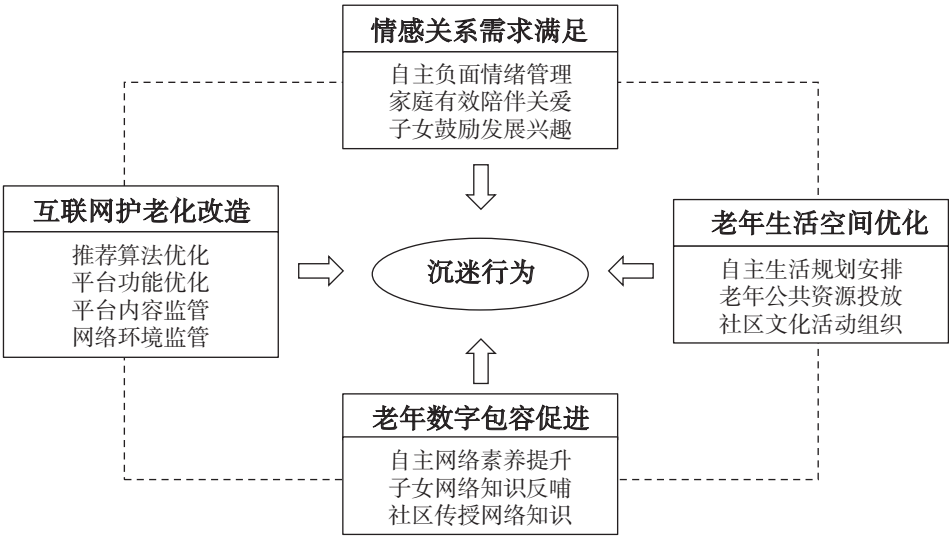 情感关系需求满足
自主负面情绪管理
家庭有效陪伴关爱
子女鼓励发展兴趣
互联网护老化改造
推荐算法优化
平台功能优化
平台内容监管
网络环境监管
沉迷行为
老年生活空间优化
自主生活规划安排
老年公共资源投放
社区文化活动组织
老年数字包容促进
自主网络素养提升
子女网络知识反哺
社区传授网络知识